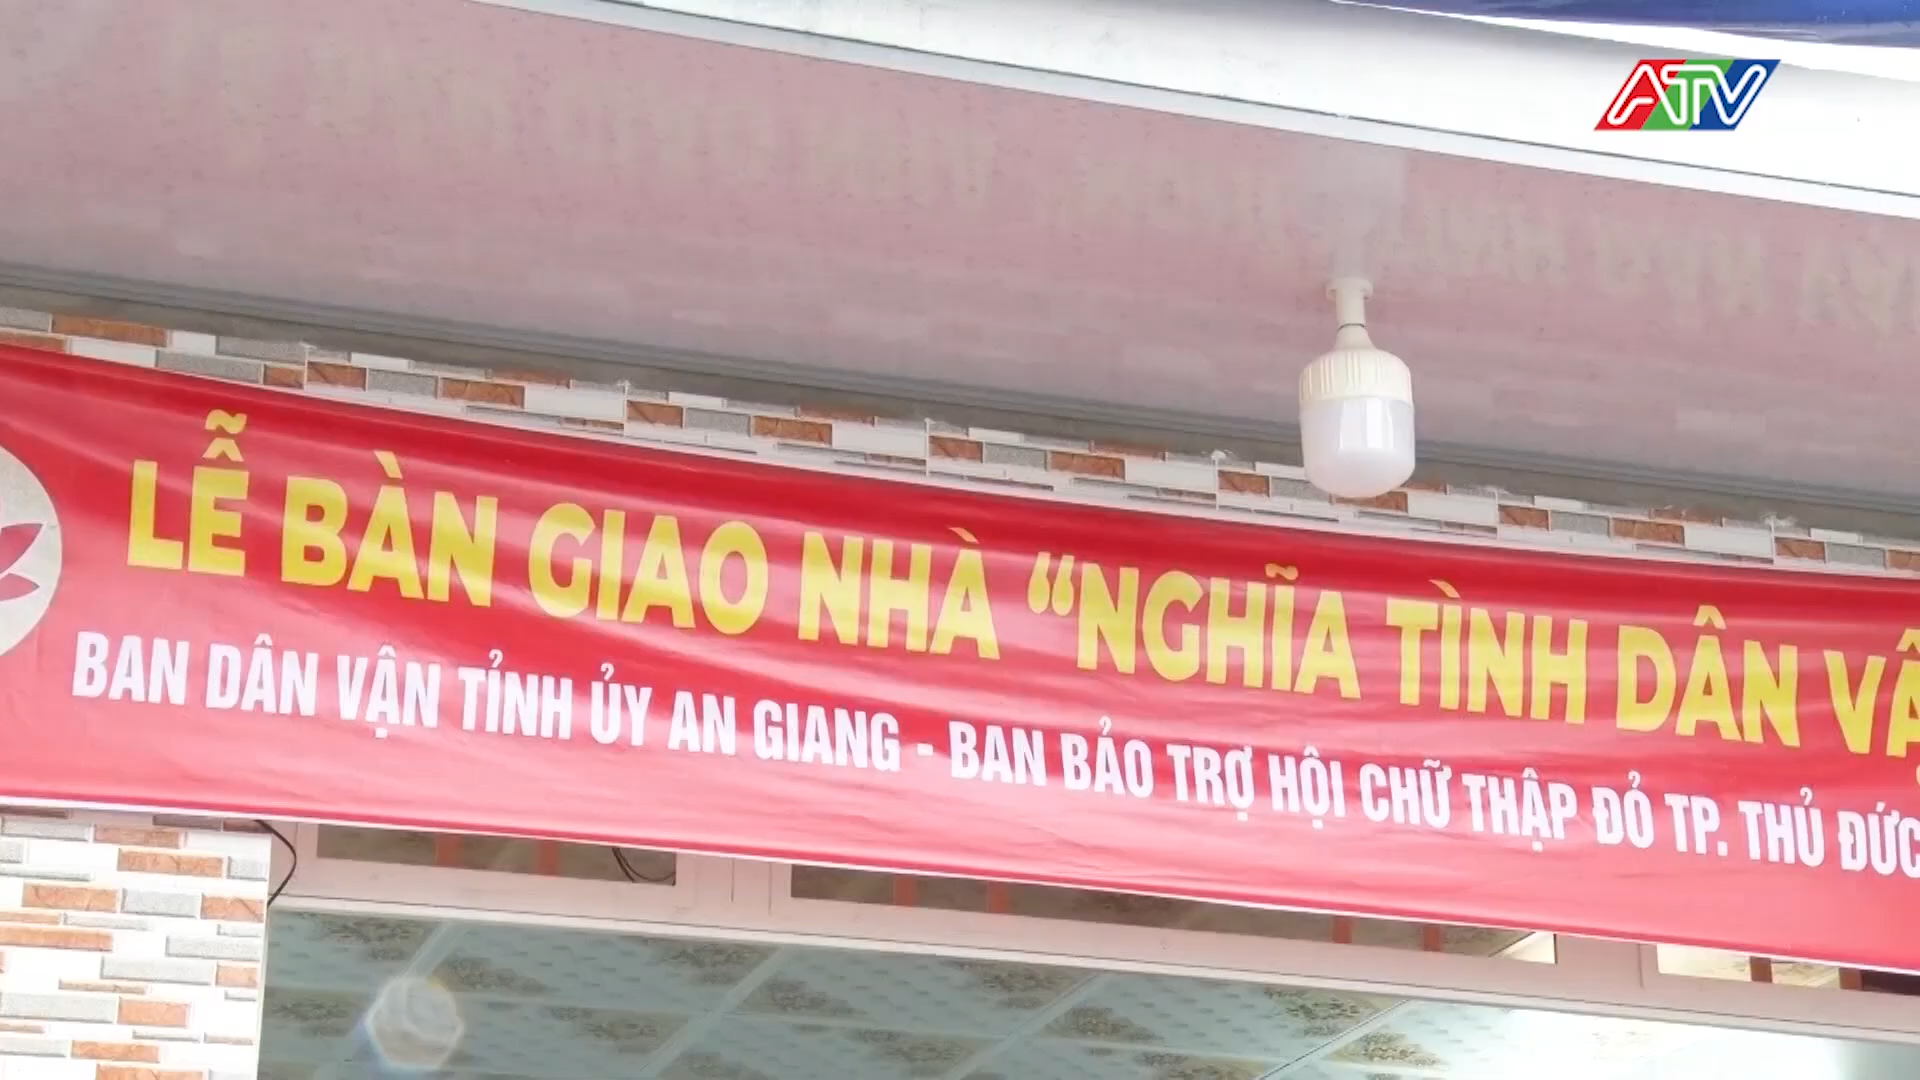 ATV
LỄ BÀN GIAO NHÀ “NGHĨA TÌNH DÂN
BAN DÂN VẬN TỈNH ỦY AN GIANG - BAN BẢO TRỢ HỘI CHỮ THẬP ĐỎ TP. THỦ ĐỨC